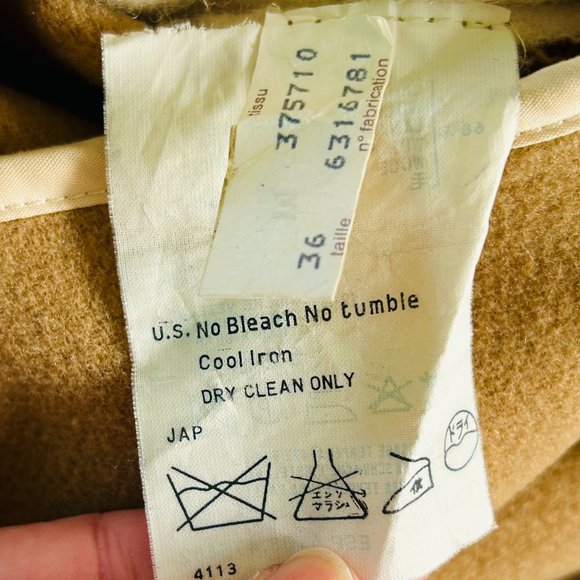 tissu
375710
6316781
n° fabrication
36
taille
U.S. No Bleach No tumble
Cool Iron
DRY CLEAN ONLY
JAP
エンソ
サラシ
低
ドライ
4113